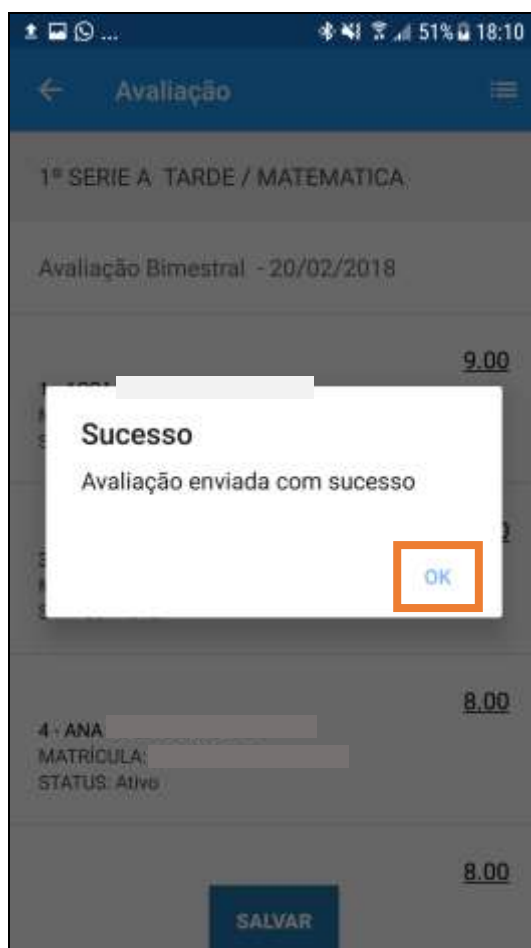 ... 51% 18:10
Avaliação
1ª SERIE A TARDE / MATEMATICA
Avaliação Bimestral - 20/02/2018
9.00
Sucesso
Avaliação enviada com sucesso
OK
8.00
4 - ANA
MATRÍCULA:
STATUS: Ativo
8.00
SALVAR